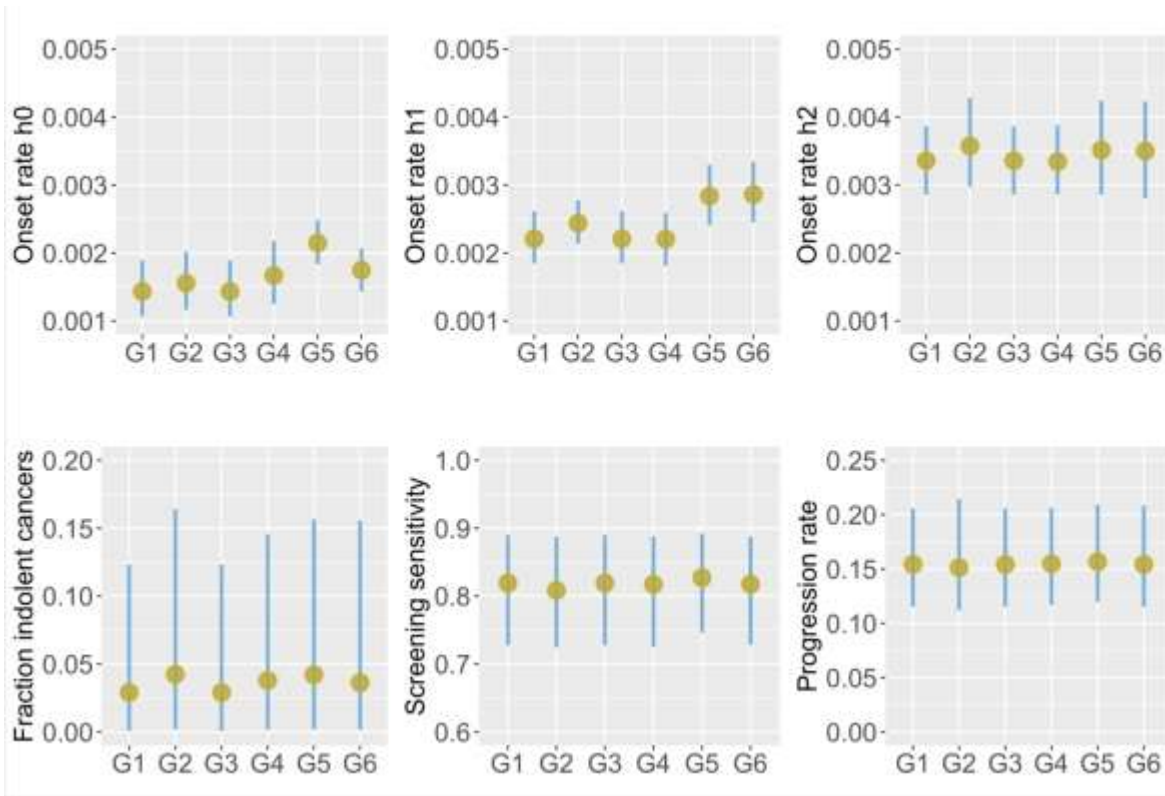 Onset rate h0
0.005
0.004
0.003
0.002
0.001
G1 G2 G3 G4 G5 G6
Onset rate h1
0.005
0.004
0.003
0.002
0.001
G1 G2 G3 G4 G5 G6
Onset rate h2
0.005
0.004
0.003
0.002
0.001
G1 G2 G3 G4 G5 G6
Fraction indolent cancers
0.20
0.15
0.10
0.05
0.00
G1 G2 G3 G4 G5 G6
Screening sensitivity
1.0
0.9
0.8
0.7
0.6
G1 G2 G3 G4 G5 G6
Progression rate
0.25
0.20
0.15
0.10
0.00
G1 G2 G3 G4 G5 G6